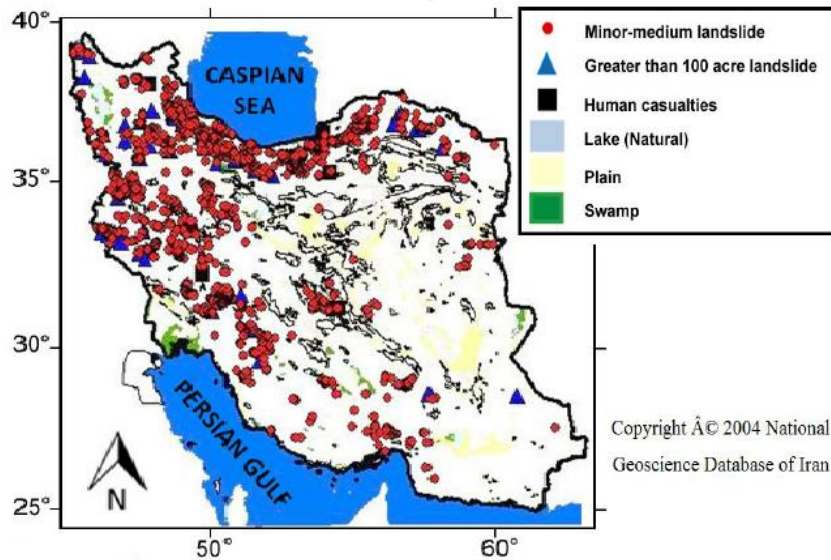 40°
35°
30°
25°
50°
60°
CASPIAN
SEA
PERSIAN GULF
N
Minor-medium landslide
Greater than 100 acre landslide
Human casualties
Lake (Natural)
Plain
Swamp
Copyright Â© 2004 National
Geoscience Database of Iran